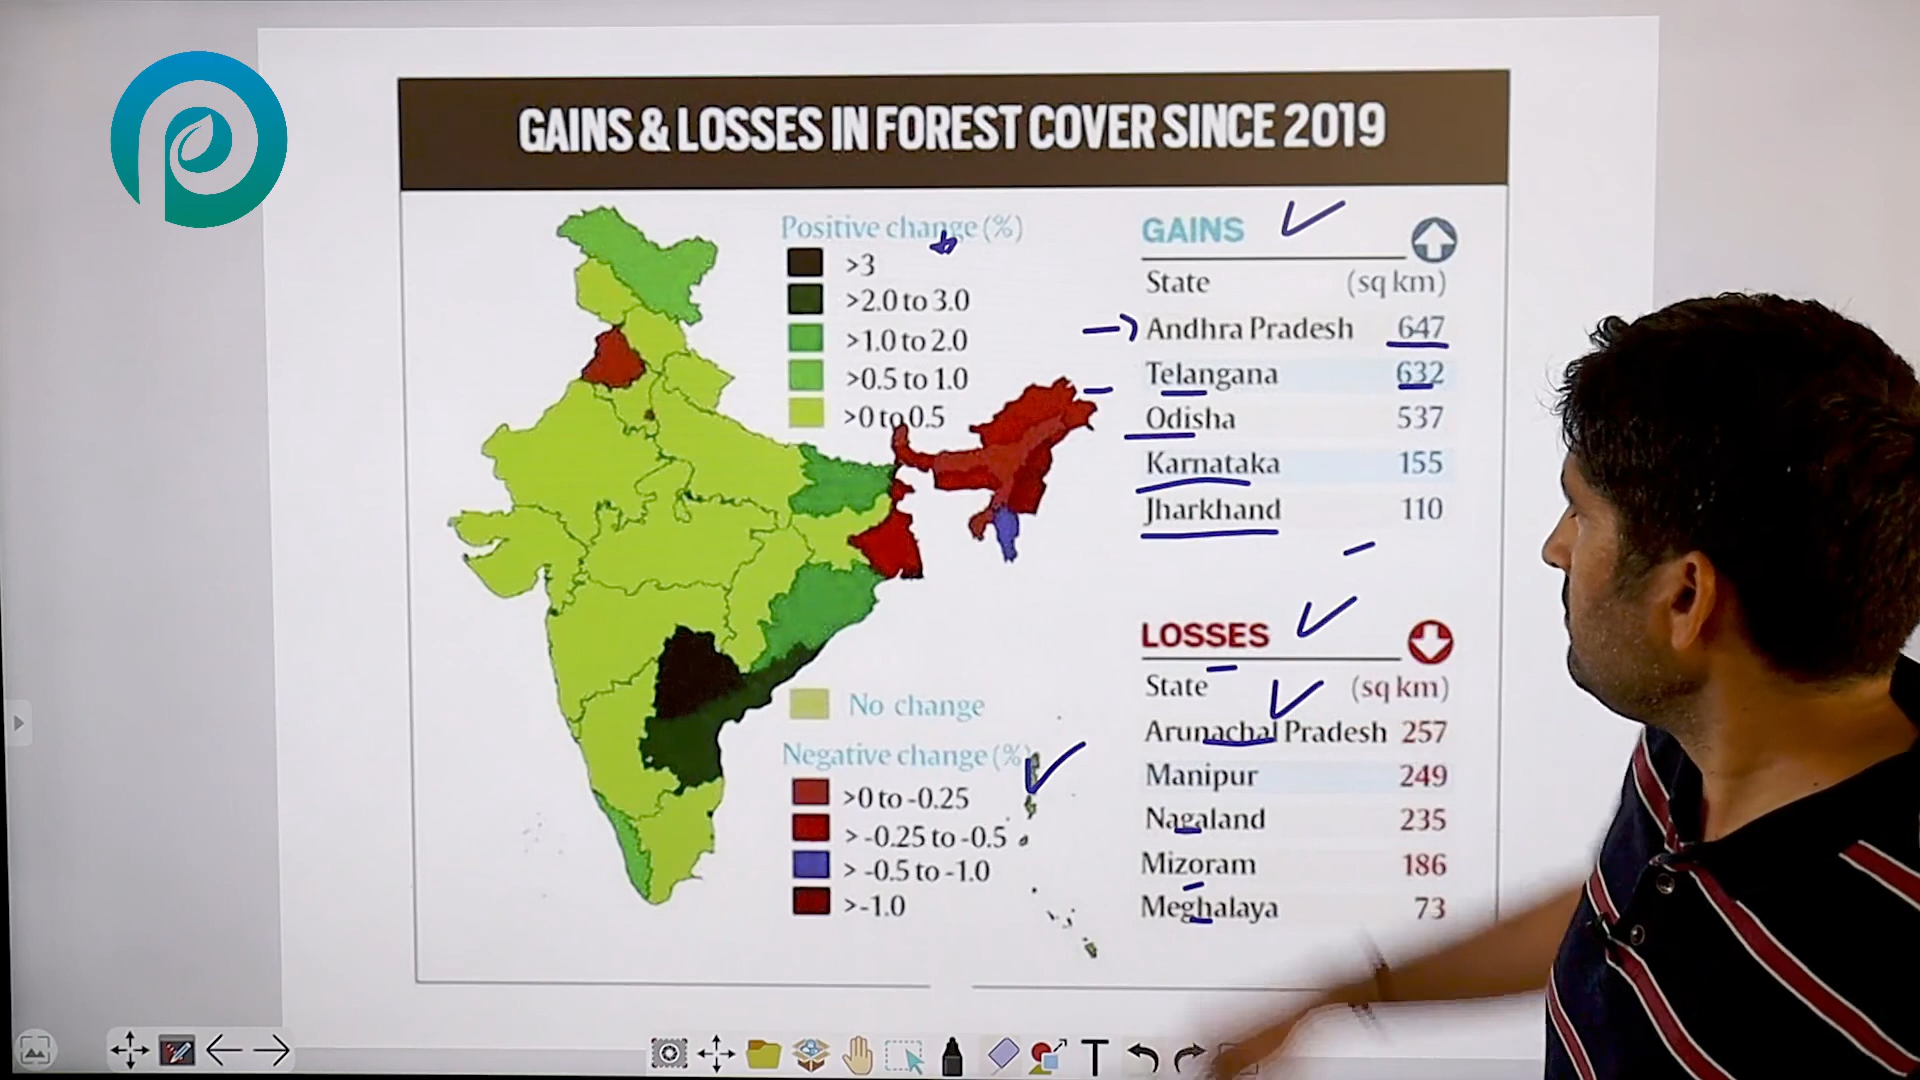 GAINS & LOSSES IN FOREST COVER SINCE 2019
Positive change (%)
>3
>2.0 to 3.0
>1.0 to 2.0
>0.5 to 1.0
>0 to 0.5
No change
Negative change (%)
>0 to -0.25
> -0.25 to -0.5
> -0.5 to -1.0
>-1.0
GAINS
State (sq km)
Andhra Pradesh 647
Telangana 632
Odisha 537
Karnataka 155
Jharkhand 110
LOSSES
State (sq km)
Arunachal Pradesh 257
Manipur 249
Nagaland 235
Mizoram 186
Meghalaya 73
T